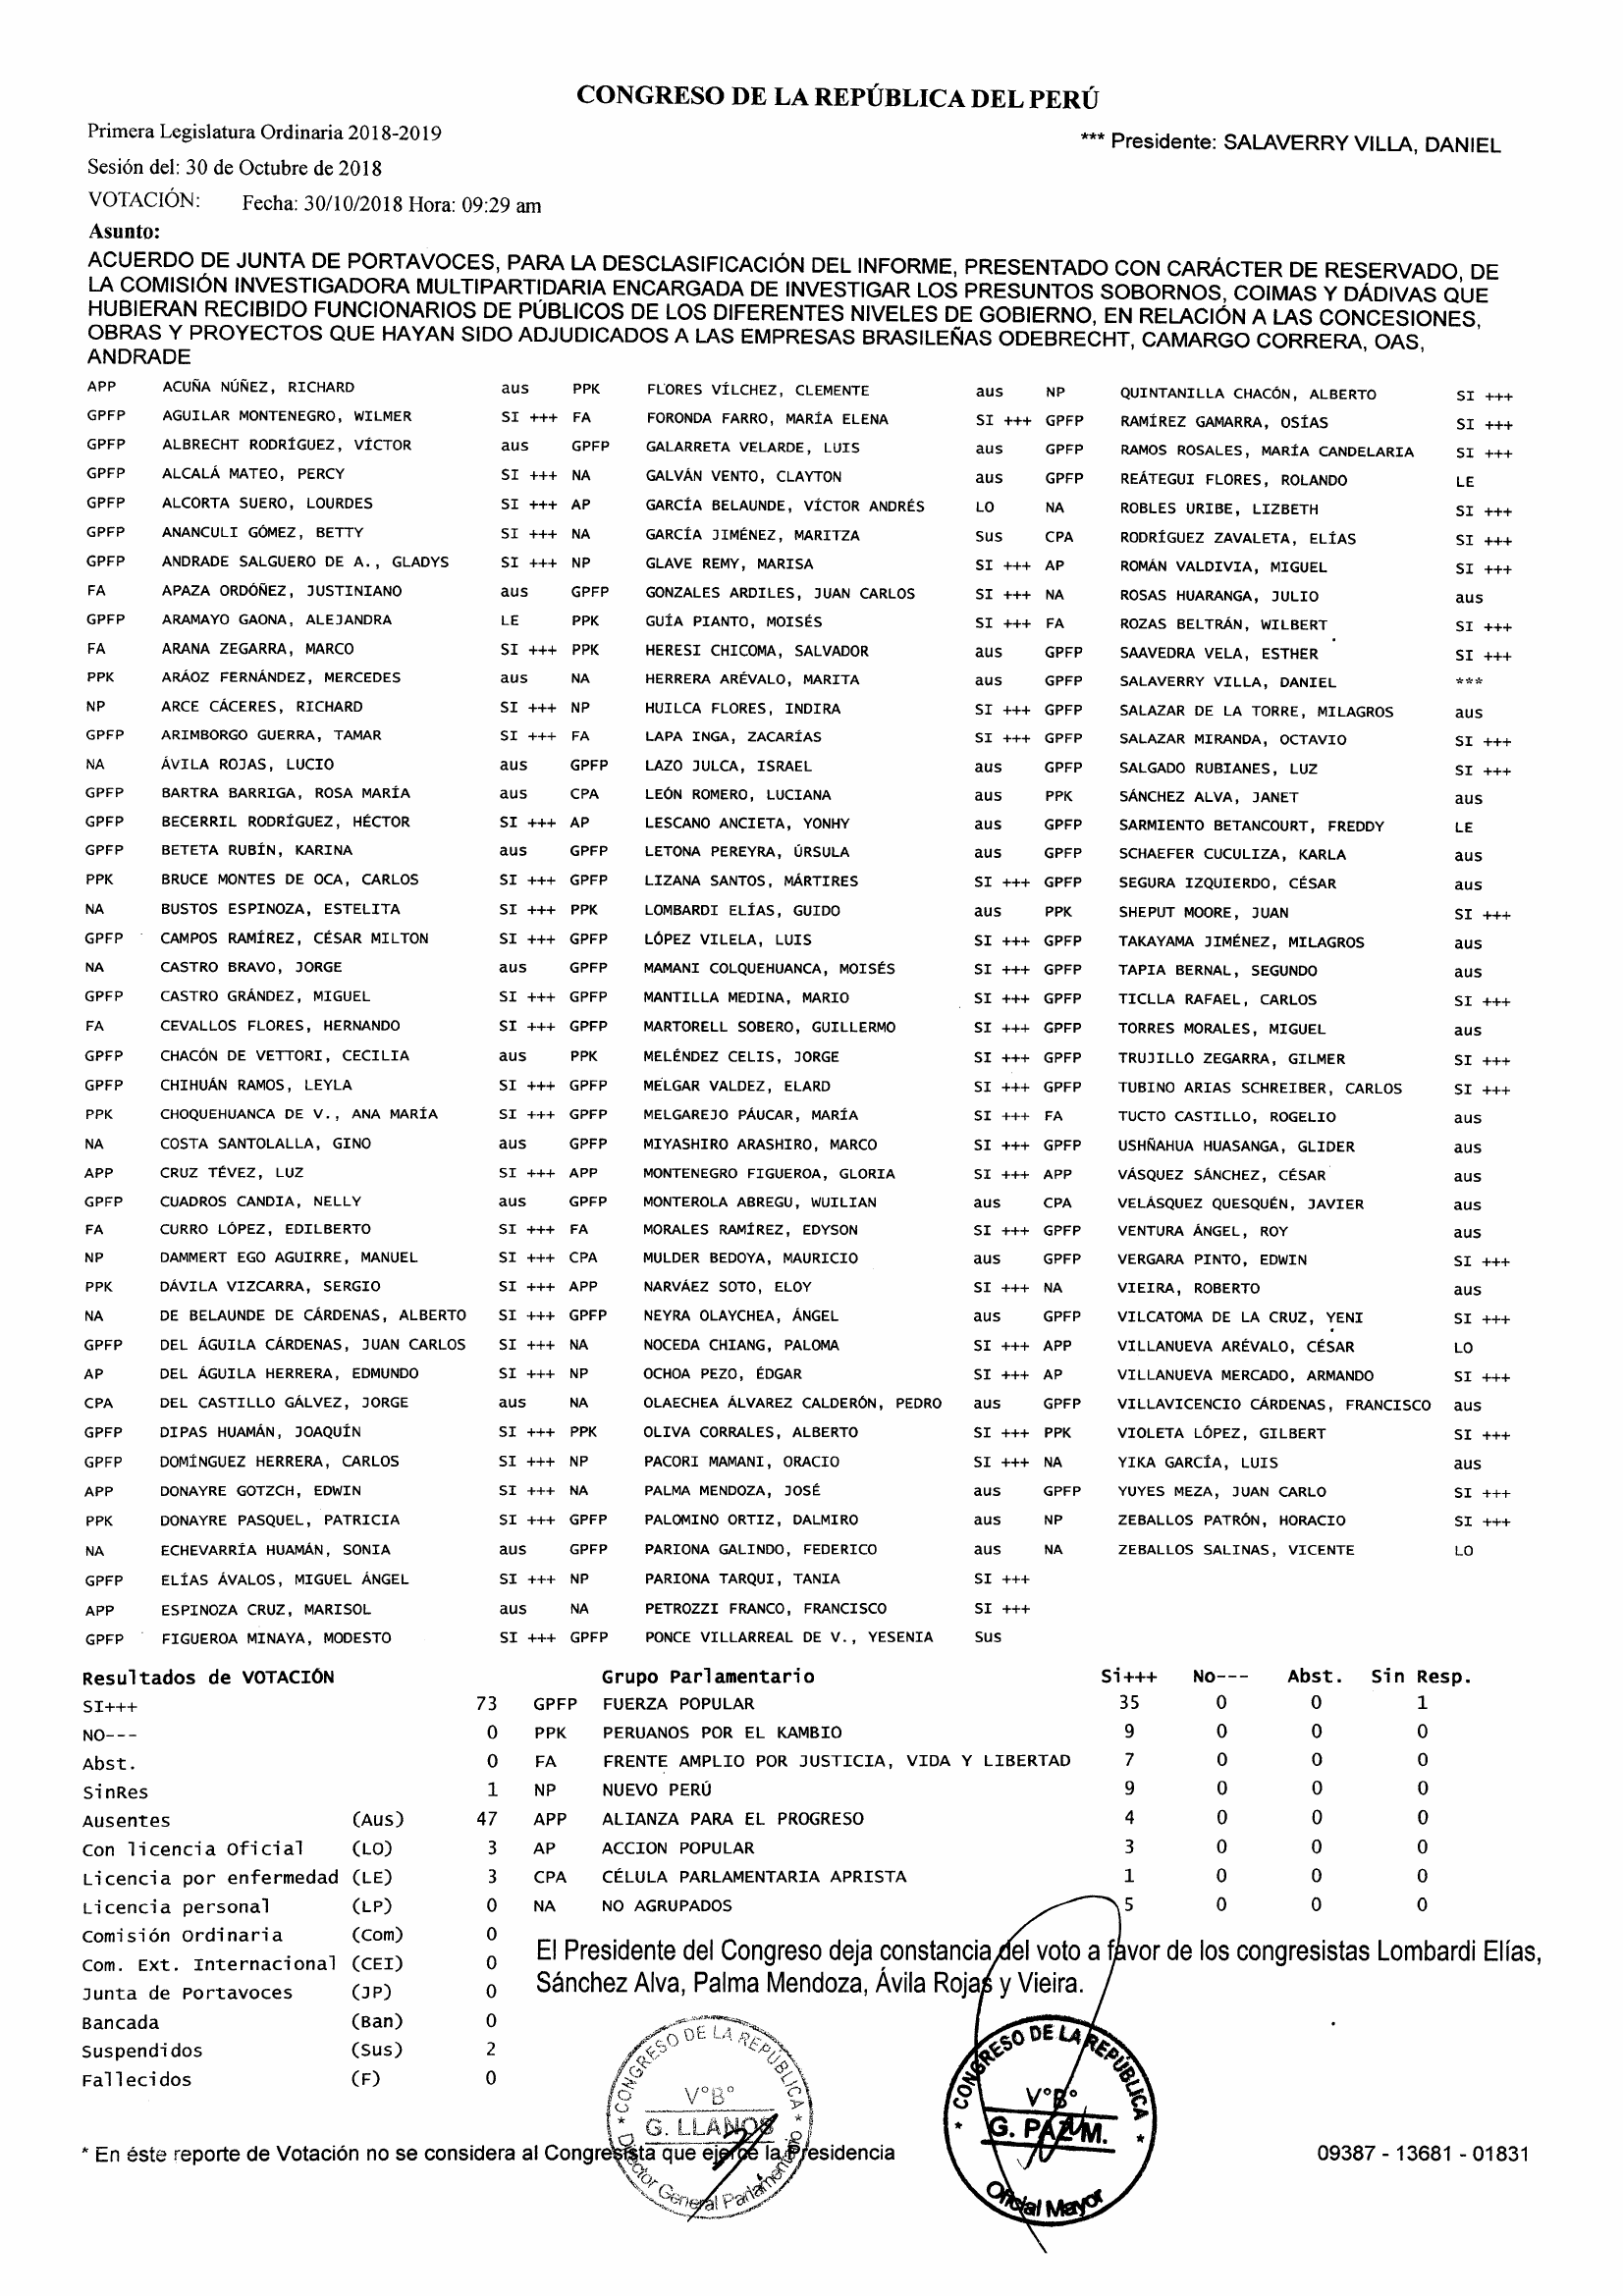 CONGRESO DE LA REPÚBLICA DEL PERÚ
Primera Legislatura Ordinaria 2018-2019
*** Presidente: SALAVERRY VILLA, DANIEL
Sesión del: 30 de Octubre de 2018
VOTACIÓN: Fecha: 30/10/2018 Hora: 09:29 am
Asunto:
ACUERDO DE JUNTA DE PORTAVOCES, PARA LA DESCLASIFICACIÓN DEL INFORME, PRESENTADO CON CARÁCTER DE RESERVADO, DE
LA COMISIÓN INVESTIGADORA MULTIPARTIDARIA ENCARGADA DE INVESTIGAR LOS PRESUNTOS SOBORNOS, COIMAS Y DÁDIVAS QUE
HUBIERAN RECIBIDO FUNCIONARIOS DE PÚBLICOS DE LOS DIFERENTES NIVELES DE GOBIERNO, EN RELACIÓN A LAS CONCESIONES,
OBRAS Y PROYECTOS QUE HAYAN SIDO ADJUDICADOS A LAS EMPRESAS BRASILEÑAS ODEBRECHT, CAMARGO CORRERA, OAS,
ANDRADE
APP ACUÑA NÚÑEZ, RICHARD aus PPK FLORES VÍLCHEZ, CLEMENTE aus NP QUINTANILLA CHACÓN, ALBERTO SI +++
GPFP AGUILAR MONTENEGRO, WILMER SI +++ FA FORONDA FARRO, MARÍA ELENA SI +++ GPFP RAMÍREZ GAMARRA, OSÍAS SI +++
GPFP ALBRECHT RODRÍGUEZ, VÍCTOR aus GPFP GALARRETA VELARDE, LUIS aus GPFP RAMOS ROSALES, MARÍA CANDELARIA SI +++
GPFP ALCALÁ MATEO, PERCY SI +++ NA GALVÁN VENTO, CLAYTON aus GPFP REÁTEGUI FLORES, ROLANDO LE
GPFP ALCORTA SUERO, LOURDES SI +++ AP GARCÍA BELAUNDE, VÍCTOR ANDRÉS LO NA ROBLES URIBE, LIZBETH SI +++
GPFP ANANCULI GÓMEZ, BETTY SI +++ NA GARCÍA JIMÉNEZ, MARITZA Sus CPA RODRÍGUEZ ZAVALETA, ELÍAS SI +++
GPFP ANDRADE SALGUERO DE A., GLADYS SI +++ NP GLAVE REMY, MARISA SI +++ AP ROMÁN VALDIVIA, MIGUEL SI +++
FA APAZA ORDÓÑEZ, JUSTINIANO aus GPFP GONZALES ARDILES, JUAN CARLOS SI +++ NA ROSAS HUARANGA, JULIO aus
GPFP ARAMAYO GAONA, ALEJANDRA LE PPK GUÍA PIANTO, MOISÉS SI +++ FA ROZAS BELTRÁN, WILBERT SI +++
FA ARANA ZEGARRA, MARCO SI +++ PPK HERESI CHICOMA, SALVADOR aus GPFP SAAVEDRA VELA, ESTHER SI +++
PPK ARÁOZ FERNÁNDEZ, MERCEDES aus NA HERRERA ARÉVALO, MARITA aus GPFP SALAVERRY VILLA, DANIEL ***
NP ARCE CÁCERES, RICHARD SI +++ NP HUILCA FLORES, INDIRA SI +++ GPFP SALAZAR DE LA TORRE, MILAGROS aus
GPFP ARIMBORGO GUERRA, TAMAR SI +++ FA LAPA INGA, ZACARÍAS SI +++ GPFP SALAZAR MIRANDA, OCTAVIO SI +++
NA ÁVILA ROJAS, LUCIO aus GPFP LAZO JULCA, ISRAEL aus GPFP SALGADO RUBIANES, LUZ SI +++
GPFP BARTRA BARRIGA, ROSA MARÍA aus CPA LEÓN ROMERO, LUCIANA aus PPK SÁNCHEZ ALVA, JANET aus
GPFP BECERRIL RODRÍGUEZ, HÉCTOR SI +++ AP LESCANO ANCIETA, YONHY aus GPFP SARMIENTO BETANCOURT, FREDDY LE
GPFP BETETA RUBÍN, KARINA aus GPFP LETONA PEREYRA, ÚRSULA aus GPFP SCHAEFER CUCULIZA, KARLA aus
PPK BRUCE MONTES DE OCA, CARLOS SI +++ GPFP LIZANA SANTOS, MÁRTIRES SI +++ GPFP SEGURA IZQUIERDO, CÉSAR aus
NA BUSTOS ESPINOZA, ESTELITA SI +++ PPK LOMBARDI ELÍAS, GUIDO aus PPK SHEPUT MOORE, JUAN SI +++
GPFP CAMPOS RAMÍREZ, CÉSAR MILTON SI +++ GPFP LÓPEZ VILELA, LUIS SI +++ GPFP TAKAYAMA JIMÉNEZ, MILAGROS aus
NA CASTRO BRAVO, JORGE aus GPFP MAMANI COLQUEHUANCA, MOISÉS SI +++ GPFP TAPIA BERNAL, SEGUNDO aus
GPFP CASTRO GRÁNDEZ, MIGUEL SI +++ GPFP MANTILLA MEDINA, MARIO SI +++ GPFP TICLLA RAFAEL, CARLOS SI +++
FA CEVALLOS FLORES, HERNANDO SI +++ GPFP MARTORELL SOBERO, GUILLERMO SI +++ GPFP TORRES MORALES, MIGUEL aus
GPFP CHACÓN DE VETTORI, CECILIA aus PPK MELÉNDEZ CELIS, JORGE SI +++ GPFP TRUJILLO ZEGARRA, GILMER SI +++
GPFP CHIHUÁN RAMOS, LEYLA SI +++ GPFP MELGAR VALDEZ, ELARD SI +++ GPFP TUBINO ARIAS SCHREIBER, CARLOS SI +++
PPK CHOQUEHUANCA DE V., ANA MARÍA SI +++ GPFP MELGAREJO PÁUCAR, MARÍA SI +++ FA TUCTO CASTILLO, ROGELIO aus
NA COSTA SANTOLALLA, GINO aus GPFP MIYASHIRO ARASHIRO, MARCO SI +++ GPFP USHÑAHUA HUASANGA, GLIDER aus
APP CRUZ TÉVEZ, LUZ SI +++ APP MONTENEGRO FIGUEROA, GLORIA SI +++ APP VÁSQUEZ SÁNCHEZ, CÉSAR aus
GPFP CUADROS CANDIA, NELLY aus GPFP MONTEROLA ABREGU, WUILIAN aus CPA VELÁSQUEZ QUESQUÉN, JAVIER aus
FA CURRO LÓPEZ, EDILBERTO SI +++ FA MORALES RAMÍREZ, EDYSON SI +++ GPFP VENTURA ÁNGEL, ROY aus
NP DAMMERT EGO AGUIRRE, MANUEL SI +++ CPA MULDER BEDOYA, MAURICIO aus GPFP VERGARA PINTO, EDWIN SI +++
PPK DÁVILA VIZCARRA, SERGIO SI +++ APP NARVÁEZ SOTO, ELOY SI +++ NA VIEIRA, ROBERTO aus
NA DE BELAUNDE DE CÁRDENAS, ALBERTO SI +++ GPFP NEYRA OLAYCHEA, ÁNGEL aus GPFP VILCATOMA DE LA CRUZ, YENI SI +++
GPFP DEL ÁGUILA CÁRDENAS, JUAN CARLOS SI +++ NA NOCEDA CHIANG, PALOMA SI +++ APP VILLANUEVA ARÉVALO, CÉSAR LO
AP DEL ÁGUILA HERRERA, EDMUNDO SI +++ NP OCHOA PEZO, ÉDGAR SI +++ AP VILLANUEVA MERCADO, ARMANDO SI +++
CPA DEL CASTILLO GÁLVEZ, JORGE aus NA OLAECHEA ÁLVAREZ CALDERÓN, PEDRO aus GPFP VILLAVICENCIO CÁRDENAS, FRANCISCO aus
GPFP DIPAS HUAMÁN, JOAQUÍN SI +++ PPK OLIVA CORRALES, ALBERTO SI +++ PPK VIOLETA LÓPEZ, GILBERT SI +++
GPFP DOMÍNGUEZ HERRERA, CARLOS SI +++ NP PACORI MAMANI, ORACIO SI +++ NA YIKA GARCÍA, LUIS aus
APP DONAYRE GOTZCH, EDWIN SI +++ NA PALMA MENDOZA, JOSÉ aus GPFP YUYES MEZA, JUAN CARLO SI +++
PPK DONAYRE PASQUEL, PATRICIA SI +++ GPFP PALOMINO ORTIZ, DALMIRO aus NP ZEBALLOS PATRÓN, HORACIO SI +++
NA ECHEVARRÍA HUAMÁN, SONIA aus GPFP PARIONA GALINDO, FEDERICO aus NA ZEBALLOS SALINAS, VICENTE LO
GPFP ELÍAS ÁVALOS, MIGUEL ÁNGEL SI +++ NP PARIONA TARQUI, TANIA SI +++
APP ESPINOZA CRUZ, MARISOL aus NA PETROZZI FRANCO, FRANCISCO SI +++
GPFP FIGUEROA MINAYA, MODESTO SI +++ GPFP PONCE VILLARREAL DE V., YESENIA Sus
Resultados de VOTACIÓN Grupo Parlamentario Si+++ No--- Abst. Sin Resp.
SI+++ 73 GPFP FUERZA POPULAR 35 0 0 1
NO--- 0 PPK PERUANOS POR EL KAMBIO 9 0 0 0
Abst. 0 FA FRENTE AMPLIO POR JUSTICIA, VIDA Y LIBERTAD 7 0 0 0
SinRes 1 NP NUEVO PERÚ 9 0 0 0
Ausentes (Aus) 47 APP ALIANZA PARA EL PROGRESO 4 0 0 0
Con licencia Oficial (LO) 3 AP ACCION POPULAR 3 0 0 0
Licencia por enfermedad (LE) 3 CPA CÉLULA PARLAMENTARIA APRISTA 1 0 0 0
Licencia personal (LP) 0 NA NO AGRUPADOS 5 0 0 0
Comisión Ordinaria (Com) 0
Com. Ext. Internacional (CEI) 0
Junta de Portavoces (JP) 0
Bancada (Ban) 0
Suspendidos (Sus) 2
Fallecidos (F) 0
El Presidente del Congreso deja constancia del voto a favor de los congresistas Lombardi Elías,
Sánchez Alva, Palma Mendoza, Ávila Rojas y Vieira.
* CONGRESO DE LA REPÚBLICA *
V°B°
G. LLANOS
Director General Parlamentario
* CONGRESO DE LA REPÚBLICA *
V°B°
G. PAZ M.
Oficial Mayor
* En éste reporte de Votación no se considera al Congresista que ejerce la Presidencia
09387 - 13681 - 01831